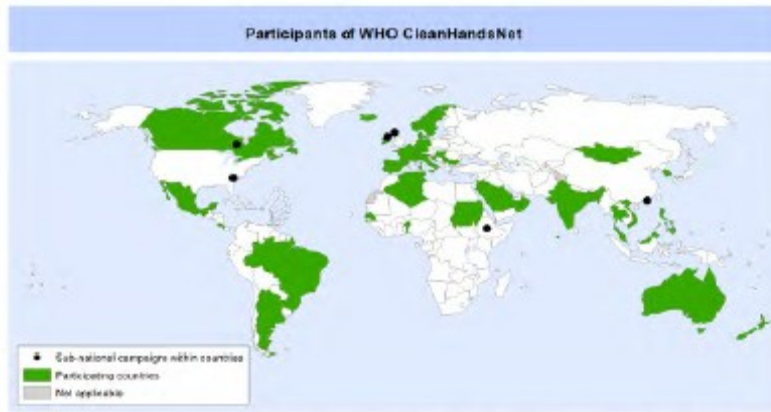 Participants of WHO CleanHandsNet
Sub-national campaigns within countries
Participating countries
Not applicable